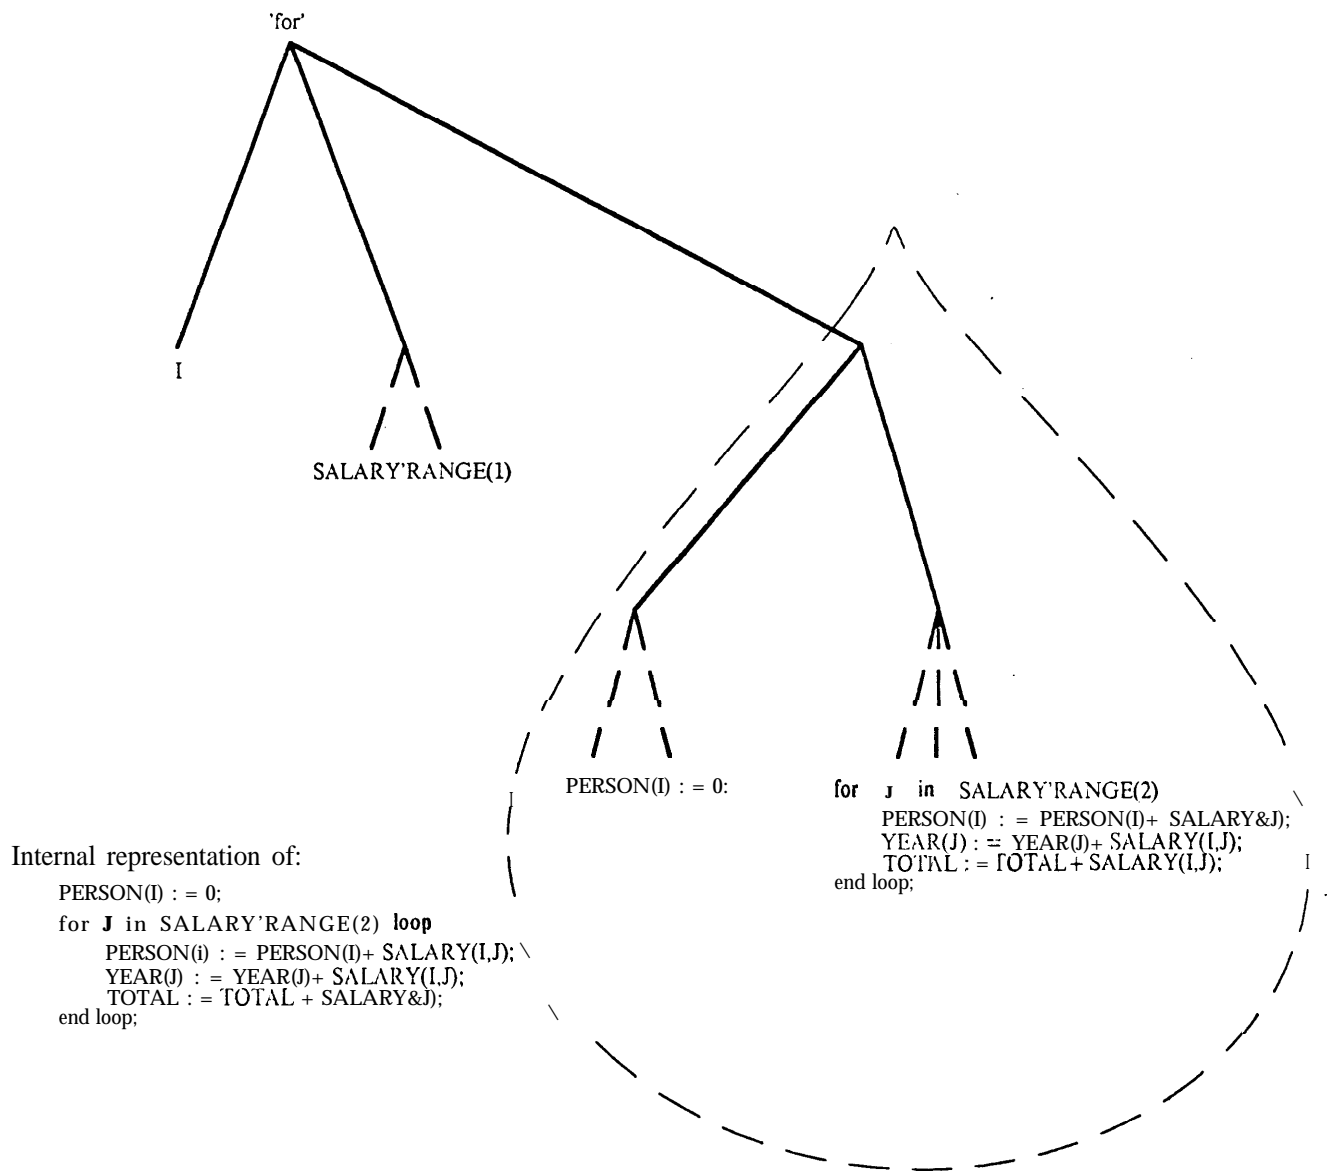 'for'
I
SALARY'RANGE(1)
PERSON(I) : = 0:
for J in SALARY'RANGE(2)
PERSON(I) : = PERSON(I)+ SALARY&J);
YEAR(J) : = YEAR(J)+ SALARY(I,J);
TOTAL : = TOTAL + SALARY(I,J);
end loop;
Internal representation of:
PERSON(I) : = 0;
for J in SALARY'RANGE(2) loop
PERSON(i) : = PERSON(I)+ SALARY(I,J);
YEAR(J) : = YEAR(J)+ SALARY(I,J);
TOTAL : = TOTAL + SALARY&J);
end loop;